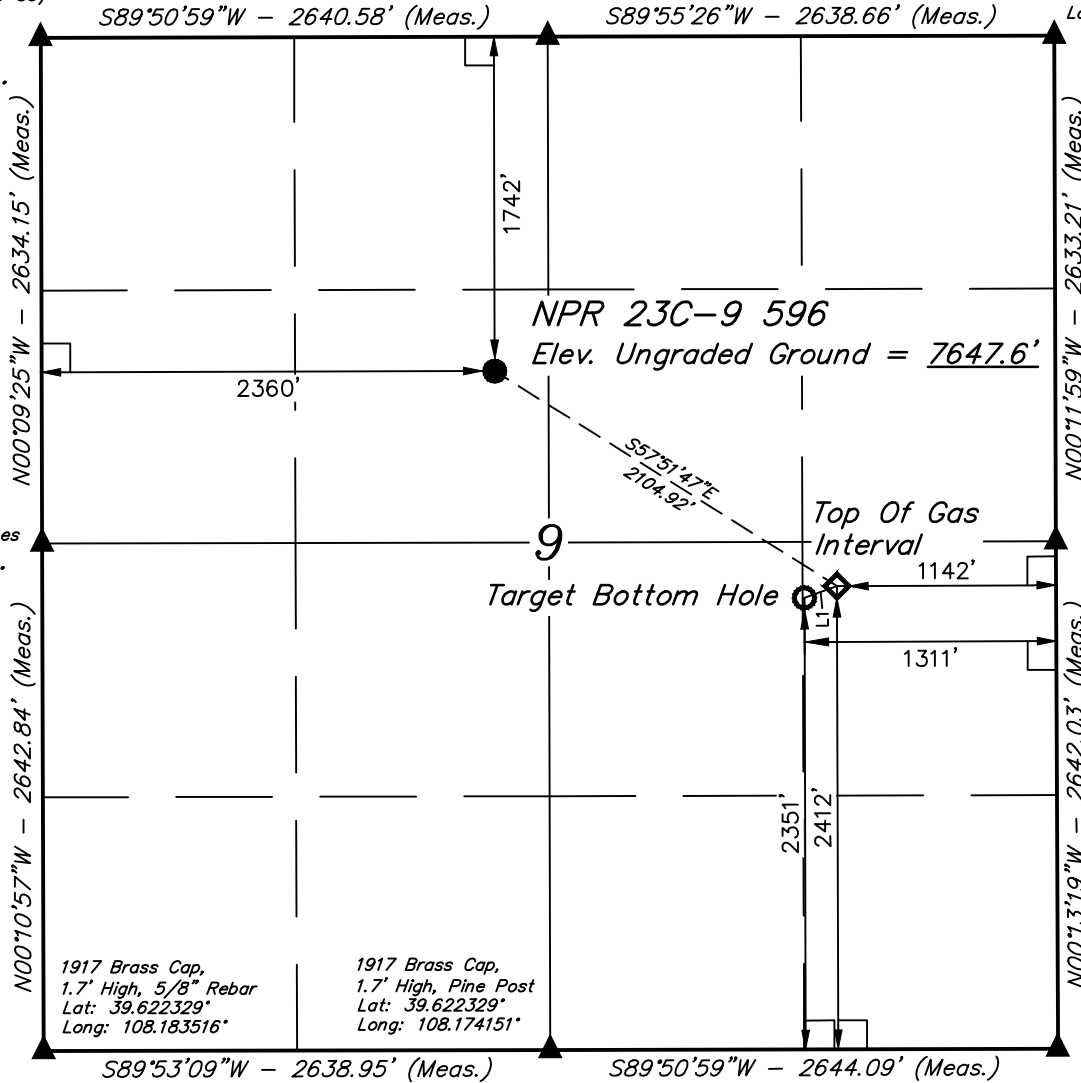 S89°50'59"W - 2640.58' (Meas.)
S89°55'26"W - 2638.66' (Meas.)
N00°09'25"W - 2634.15' (Meas.)
N00°11'59"W - 2633.21' (Meas.)
1742'
NPR 23C-9 596
Elev. Ungraded Ground = 7647.6'
2360'
S57°51'47"E
2104.92'
Top Of Gas
Interval
9
es
1142'
Target Bottom Hole
L1
1311'
N00°10'57"W - 2642.84' (Meas.)
N00°13'19"W - 2642.03' (Meas.)
2351'
2412'
1917 Brass Cap,
1.7' High, 5/8" Rebar
Lat: 39.622329°
Long: 108.183516°
1917 Brass Cap,
1.7' High, Pine Post
Lat: 39.622329°
Long: 108.174151°
S89°53'09"W - 2638.95' (Meas.)
S89°50'59"W - 2644.09' (Meas.)